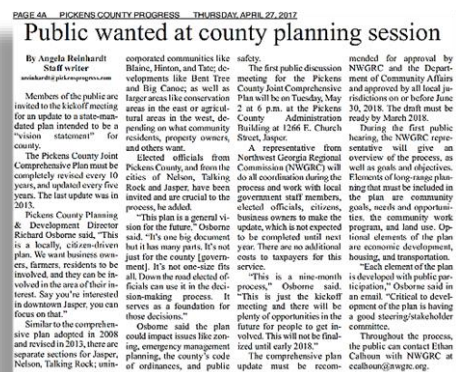 PAGE 4A PICKENS COUNTY PROGRESS THURSDAY, APRIL 27, 2017
Public wanted at county planning session
By Angela Reinhardt
Staff writer
areinhardt@pickensprogress.com
Members of the public are
invited to the kickoff meeting
for an update to a state-man-
dated plan intended to be a
"vision statement" for
county.
The Pickens County Joint
Comprehensive Plan must be
completely revised every 10
years, and updated every five
years. The last update was in
2013.
Pickens County Planning
& Development Director
Richard Osborne said, "This
is a locally, citizen-driven
plan. We want business own-
ers, farmers, residents to be
involved, and they can be in-
volved in the area of their in-
terest. Say you're interested
in downtown Jasper, you can
focus on that."
Similar to the comprehen-
sive plan adopted in 2008
and revised in 2013, there are
separate sections for Jasper,
Nelson, Talking Rock; unin-
corporated communities like
Blaine, Hinton, and Tate; de-
velopments like Bent Tree
and Big Canoe; as well as
larger areas like conservation
areas in the east or agricult-
ural areas in the west, de-
pending on what community
residents, property owners,
and others want.
Elected officials from
Pickens County, and from the
cities of Nelson, Talking
Rock and Jasper, have been
invited and are crucial to the
process, he added.
"This plan is a general vi-
sion for the future," Osborne
said. "It's one big document
but it has many parts. It's not
just for the county [govern-
ment]. It's not one-size fits
all. Down the road elected of-
ficials can use it in the deci-
sion-making process. It
serves as a foundation for
those decisions."
Osborne said the plan
could impact issues like zon-
ing, emergency management
planning, the county's code
of ordinances, and public
safety.
The first public discussion
meeting for the Pickens
County Joint Comprehensive
Plan will be on Tuesday, May
2 at 6 p.m. at the Pickens
County Administration
Building at 1266 E. Church
Street, Jasper.
A representative from
Northwest Georgia Regional
Commission (NWGRC) will
do all coordination during the
process and work with local
government staff members,
elected officials, citizens,
business owners to make the
update, which is not expected
to be completed until next
year. There are no additional
costs to taxpayers for this
service.
"This is a nine-month
process," Osborne said.
"This is just the kickoff
meeting and there will be
plenty of opportunities in the
future for people to get in-
volved. This will not be final-
ized until early 2018."
The comprehensive plan
update must be recom-
mended for approval by
NWGRC and the Depart-
ment of Community Affairs
and approved by all local juris-
dictions on or before June
30, 2018. The draft must be
ready by March 2018.
During the first public
hearing, the NWGRC repre-
sentative will give an
overview of the process, as
well as goals and objectives.
Elements of long-range plan-
ning that must be included in
the plan are community
goals, needs and opportuni-
ties, the community work
program, and land use. Op-
tional elements of the plan
are economic development,
housing, and transportation.
"Each element of the plan
is developed with public par-
ticipation," Osborne said in
an email. "Critical to devel-
opment of the plan is having
a good steering/stakeholder
committee.
Throughout the process,
the public can contact Ethan
Calhoun with NWGRC at
ecalhoun@nwgrc.org.